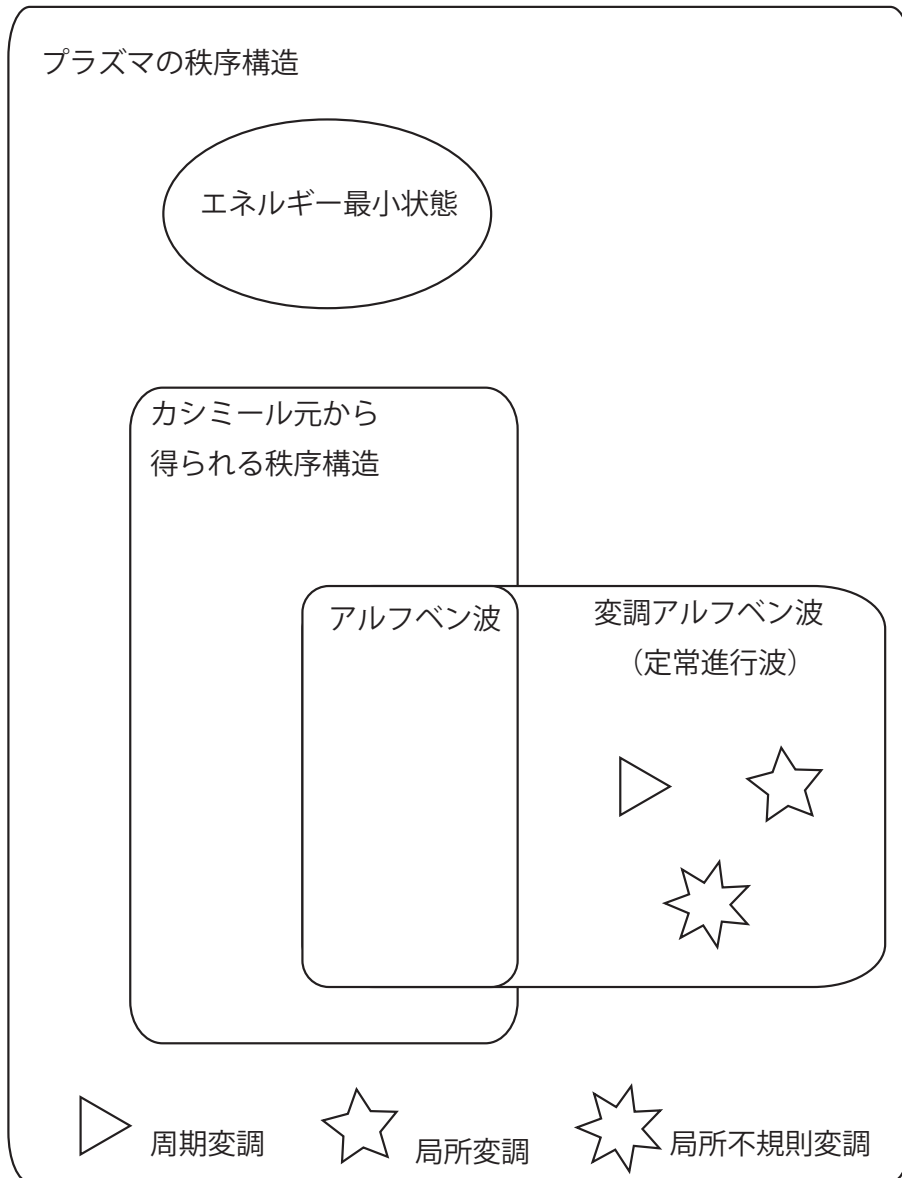 プラズマの秩序構造
エネルギー最小状態
カシミール元から
得られる秩序構造
アルフベン波
変調アルフベン波
（定常進行波）
周期変調
局所変調
局所不規則変調